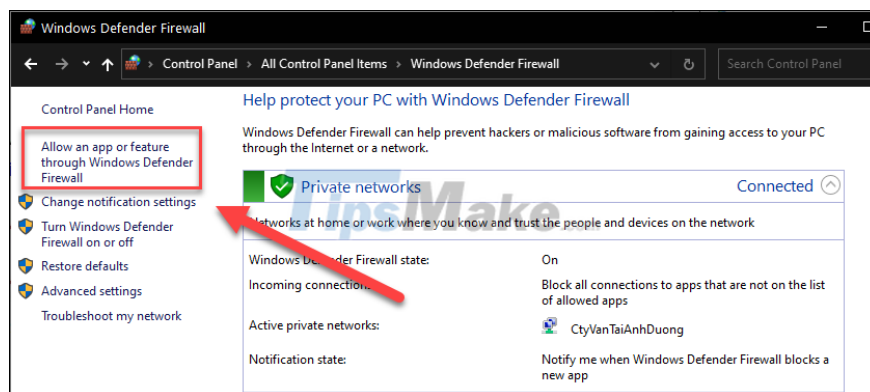 Windows Defender Firewall
Control Panel > All Control Panel Items > Windows Defender Firewall
Search Control Panel
Control Panel Home
Allow an app or feature
through Windows Defender
Firewall
Change notification settings
Turn Windows Defender
Firewall on or off
Restore defaults
Advanced settings
Troubleshoot my network
Help protect your PC with Windows Defender Firewall
Windows Defender Firewall can help prevent hackers or malicious software from gaining access to your PC
through the Internet or a network.
Private networks
Connected
TipsMake.com
Networks at home or work where you know and trust the people and devices on the network
Windows Defender Firewall state:
On
Incoming connections:
Block all connections to apps that are not on the list
of allowed apps
Active private networks:
CtyVanTaiAnhDuong
Notification state:
Notify me when Windows Defender Firewall blocks a
new app